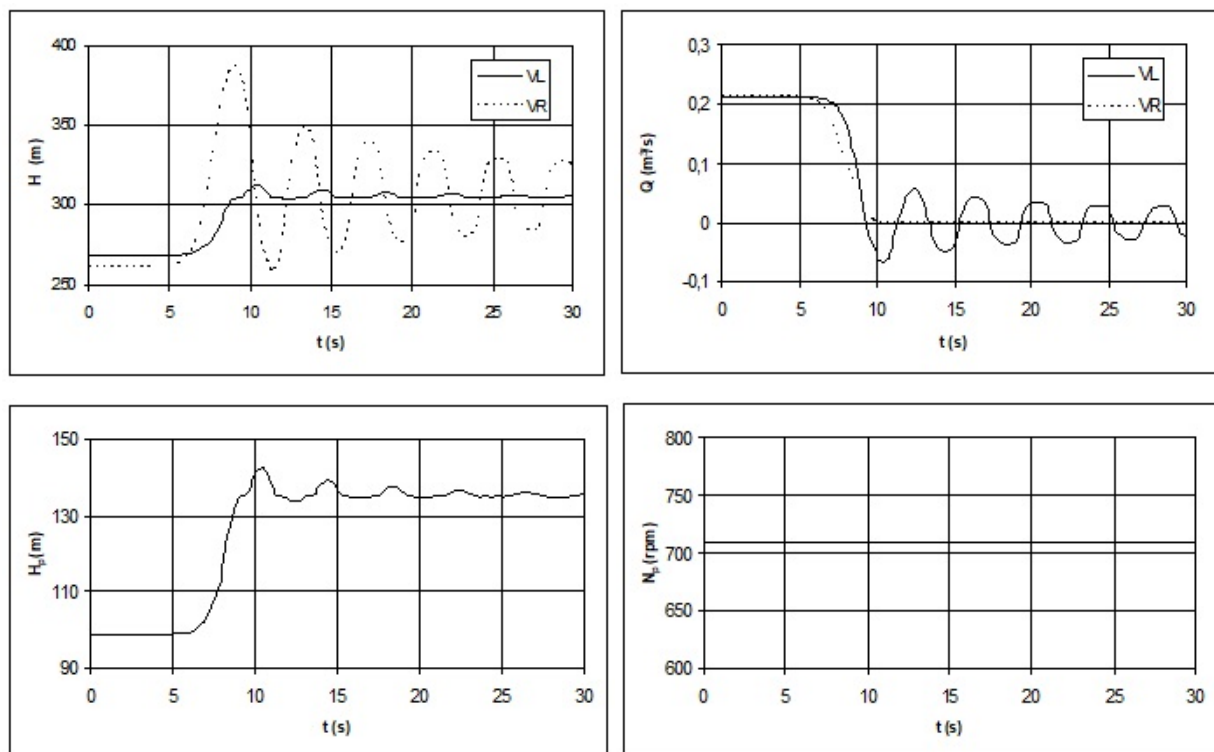 400
350
300
250
H (m)
VL
VR
0 5 10 15 20 25 30
t (s)
0,3
0,2
0,1
0
-0,1
Q (m³/s)
VL
VR
0 5 10 15 20 25 30
t (s)
150
130
110
90
Hp (m)
0 5 10 15 20 25 30
t (s)
800
750
700
650
600
Np (rpm)
0 5 10 15 20 25 30
t (s)